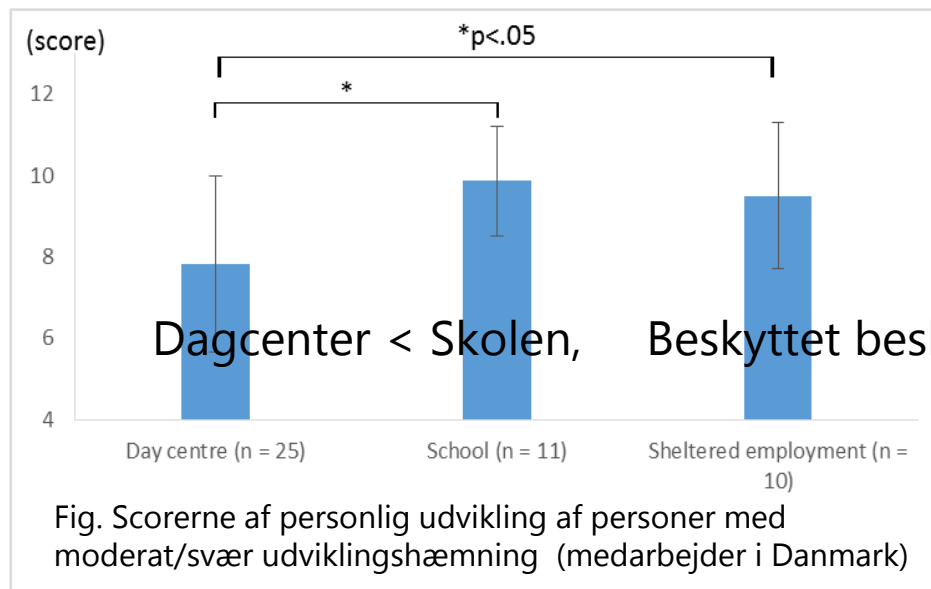 (score)
*p<.05
*
12
10
8
6
4
Dagcenter < Skolen, Beskyttet
Day centre (n = 25)
School (n = 11)
Sheltered employment (n =
10)
Fig. Scorerne af personlig udvikling af personer med
moderat/svær udviklingshæmning (medarbejder i Danmark)